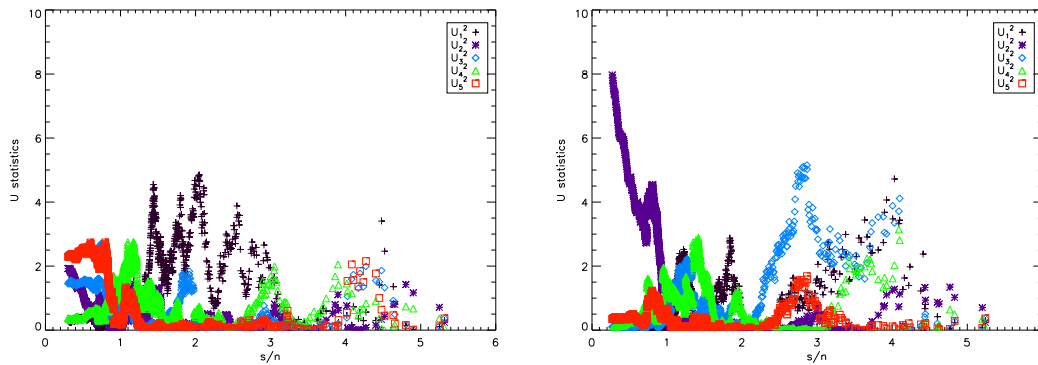 10
8
6
4
2
0
U statistics
0 1 2 3 4 5 6
s/n
U₁²
U₂²
U₃²
U₄²
U₅²
10
8
6
4
2
0
U statistics
0 1 2 3 4 5 6
s/n
U₁²
U₂²
U₃²
U₄²
U₅²